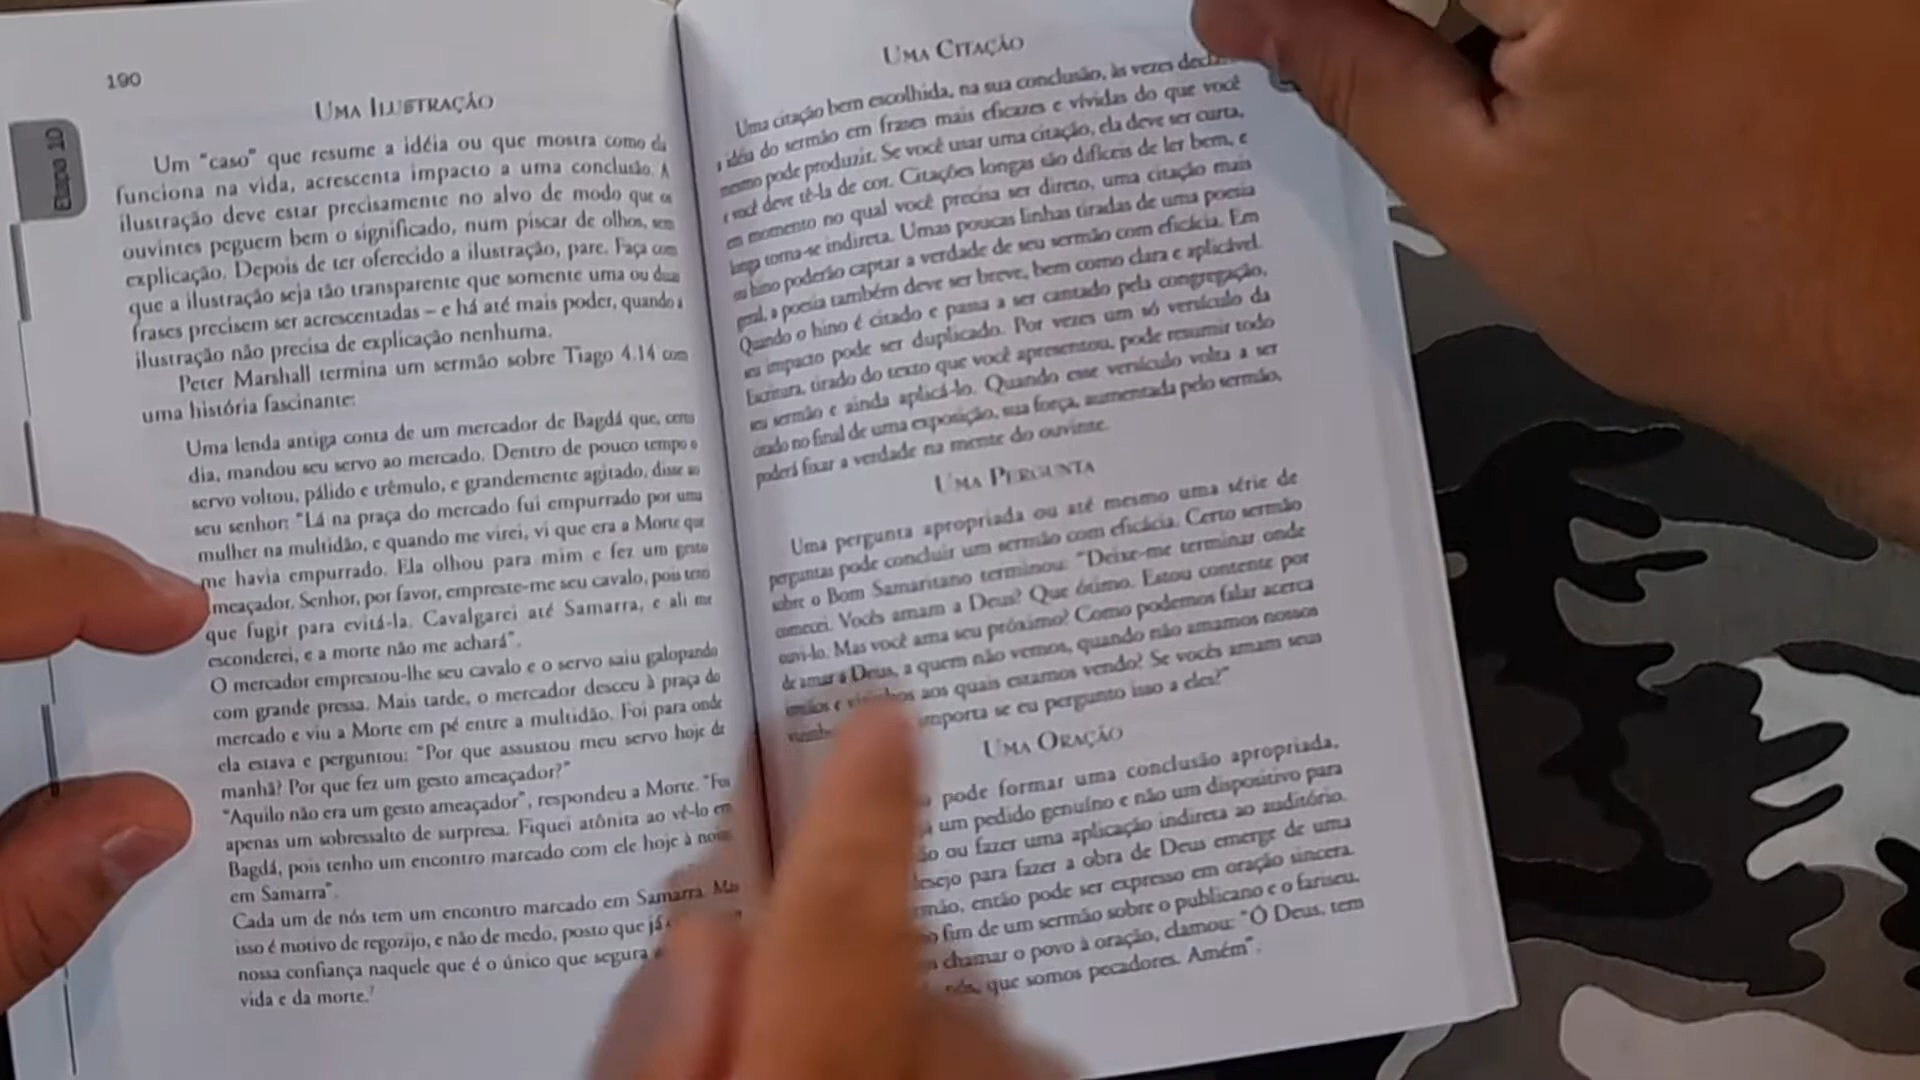 190
Etapa 10
UMA ILUSTRAÇÃO
Um "caso" que resume a idéia ou que mostra como ela
funciona na vida, acrescenta impacto a uma conclusão. A
ilustração deve estar precisamente no alvo de modo que os
ouvintes peguem bem o significado, num piscar de olhos, sem
explicação. Depois de ter oferecido a ilustração, pare. Faça com
que a ilustração seja tão transparente que somente uma ou duas
frases precisem ser acrescentadas – e há até mais poder, quando a
ilustração não precisa de explicação nenhuma.
Peter Marshall termina um sermão sobre Tiago 4.14 com
uma história fascinante:
Uma lenda antiga conta de um mercador de Bagdá que, certo
dia, mandou seu servo ao mercado. Dentro de pouco tempo o
servo voltou, pálido e trêmulo, e grandemente agitado, disse ao
seu senhor: "Lá na praça do mercado fui empurrado por uma
mulher na multidão, e quando me virei, vi que era a Morte que
me havia empurrado. Ela olhou para mim e fez um gesto
ameaçador. Senhor, por favor, empreste-me seu cavalo, pois terei
que fugir para evitá-la. Cavalgarei até Samarra, e ali me
esconderei, e a morte não me achará".
O mercador emprestou-lhe seu cavalo e o servo saiu galopando
com grande pressa. Mais tarde, o mercador desceu à praça do
mercado e viu a Morte em pé entre a multidão. Foi para onde
ela estava e perguntou: "Por que assustou meu servo hoje de
manhã? Por que fez um gesto ameaçador?"
"Aquilo não era um gesto ameaçador", respondeu a Morte. "Foi
apenas um sobressalto de surpresa. Fiquei atônita ao vê-lo em
Bagdá, pois tenho um encontro marcado com ele hoje à noite
em Samarra".
Cada um de nós tem um encontro marcado em Samarra. Mas
isso é motivo de regozijo, e não de medo, posto que já
nossa confiança naquele que é o único que segura
vida e da morte.⁷
UMA CITAÇÃO
Uma citação bem escolhida, na sua conclusão, às vezes
a idéia do sermão em frases mais eficazes e vívidas do que você
mesmo pode produzir. Se você usar uma citação, ela deve ser curta,
e você deve tê-la de cor. Citações longas são difíceis de ler bem, e
em momento no qual você precisa ser direto, uma citação mais
longa torna-se indireta. Umas poucas linhas tiradas de uma poesia
ou hino poderão captar a verdade de seu sermão com eficácia. Em
geral, a poesia também deve ser breve, bem como clara e aplicável.
Quando o hino é citado e passa a ser cantado pela congregação,
seu impacto pode ser duplicado. Por vezes um só versículo da
Escritura, tirado do texto que você apresentou, pode resumir todo
seu sermão e ainda aplicá-lo. Quando esse versículo volta a ser
citado no final de uma exposição, sua força, aumentada pelo sermão,
poderá fixar a verdade na mente do ouvinte.
UMA PERGUNTA
Uma pergunta apropriada ou até mesmo uma série de
perguntas pode concluir um sermão com eficácia. Certo sermão
sobre o Bom Samaritano terminou: "Deixe-me terminar onde
comecei. Vocês amam a Deus? Que ótimo. Estou contente por
ouvi-lo. Mas você ama seu próximo? Como podemos falar acerca
de amar a Deus, a quem não vemos, quando não amamos nossos
irmãos e vizinhos aos quais estamos vendo? Se vocês amam seus
importa se eu pergunto isso a eles?"
UMA ORAÇÃO
pode formar uma conclusão apropriada,
um pedido genuíno e não um dispositivo para
ou fazer uma aplicação indireta ao auditório.
para fazer a obra de Deus emerge de uma
então pode ser expresso em oração sincera.
fim de um sermão sobre o publicano e o fariseu,
chamar o povo à oração, clamou: "Ó Deus, tem
nós, que somos pecadores. Amém".